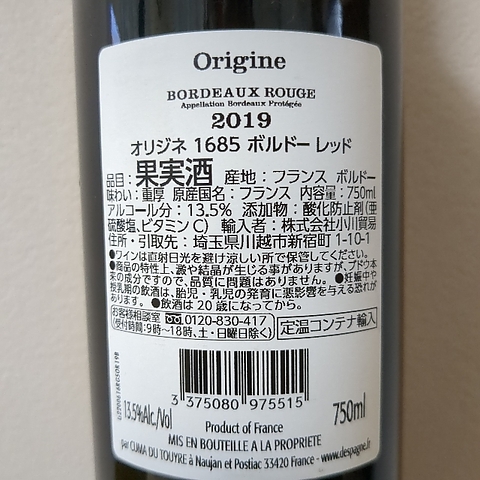 Origine
BORDEAUX ROUGE
Appellation Bordeaux Protégée
2019
オリジネ 1685 ボルドー レッド
品目：果実酒 産地：フランス ボルドー
味わい：重厚 原産国名：フランス 内容量：750ml
アルコール分：13.5% 添加物：酸化防止剤（亜
硫酸塩、ビタミンC） 輸入者：株式会社小川貿易
住所・引取先：埼玉県川越市新宿町 1-10-1
●ワインは直射日光を避け涼しい所で保管してください。
●商品の特性上、澱や結晶が生じる事がありますが、ブドウ本
来の成分ですので、品質に問題はありません。●妊娠中や
授乳期の飲酒は、胎児・乳児の発育に悪影響を与える恐れが
あります。●飲酒は20歳になってから。
お客様相談室 0120-830-417
（受付時間：9時〜18時、土・日曜日除く）
定温コンテナ輸入
3 375080 975515
13.5%Alc./Vol
750ml
Product of France
MIS EN BOUTEILLE A LA PROPRIETE
par CUMA DU TOUYRE à Naujan et Postiac 33420 France - www.despagne.fr